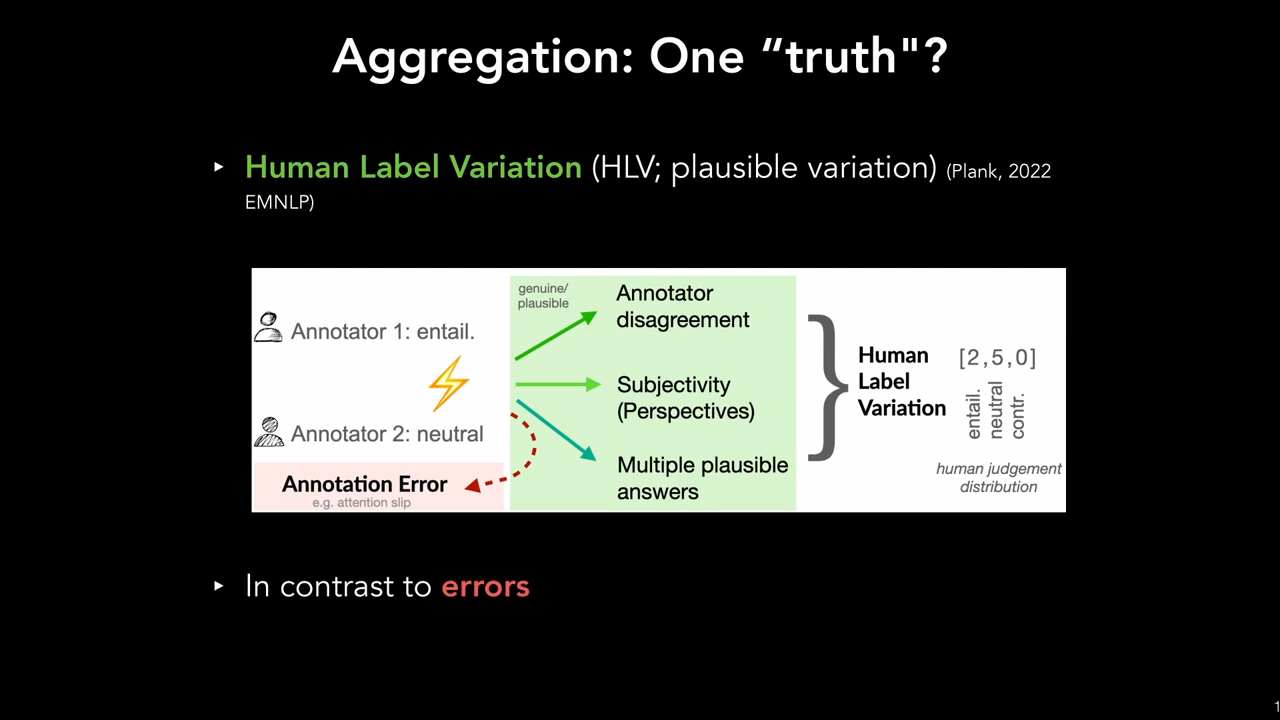 Aggregation: One “truth"?
▸ Human Label Variation (HLV; plausible variation) (Plank, 2022
EMNLP)
genuine/
plausible
Annotator 1: entail.
Annotator 2: neutral
Annotation Error
e.g. attention slip
Annotator
disagreement
Subjectivity
(Perspectives)
Multiple plausible
answers
}
Human
Label
Variation
[2,5,0]
entail.
neutral
contr.
human judgement
distribution
▸ In contrast to errors